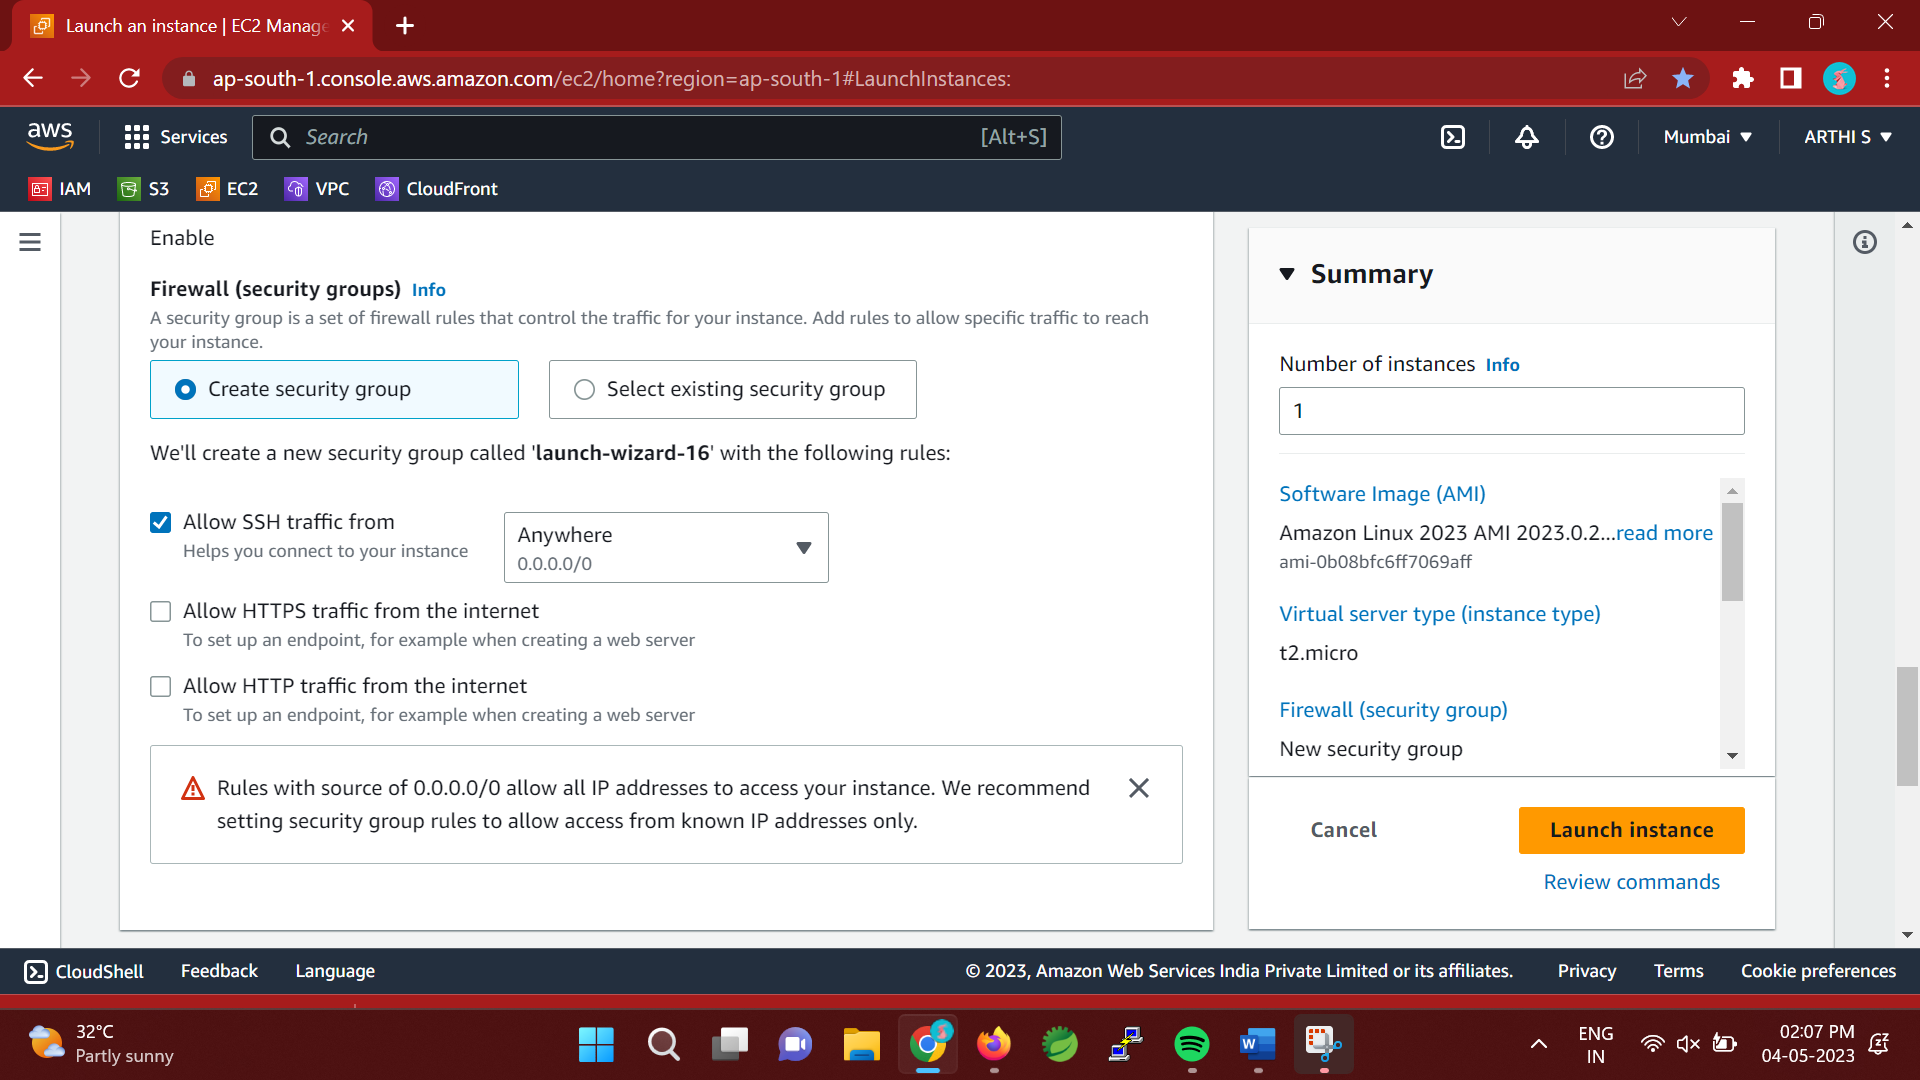 Launch an instance | EC2 Manage
ap-south-1.console.aws.amazon.com/ec2/home?region=ap-south-1#LaunchInstances:
aws
Services
Search
[Alt+S]
Mumbai
ARTHI S
IAM
S3
EC2
VPC
CloudFront
Enable
Firewall (security groups) Info
A security group is a set of firewall rules that control the traffic for your instance. Add rules to allow specific traffic to reach
your instance.
Create security group
Select existing security group
We'll create a new security group called 'launch-wizard-16' with the following rules:
Allow SSH traffic from
Helps you connect to your instance
Anywhere
0.0.0.0/0
Allow HTTPS traffic from the internet
To set up an endpoint, for example when creating a web server
Allow HTTP traffic from the internet
To set up an endpoint, for example when creating a web server
Rules with source of 0.0.0.0/0 allow all IP addresses to access your instance. We recommend
setting security group rules to allow access from known IP addresses only.
Summary
Number of instances Info
1
Software Image (AMI)
Amazon Linux 2023 AMI 2023.0.2...read more
ami-0b08bfc6ff7069aff
Virtual server type (instance type)
t2.micro
Firewall (security group)
New security group
Cancel
Launch instance
Review commands
CloudShell
Feedback
Language
© 2023, Amazon Web Services India Private Limited or its affiliates.
Privacy
Terms
Cookie preferences
32°C
Partly sunny
W
ENG
IN
02:07 PM
04-05-2023